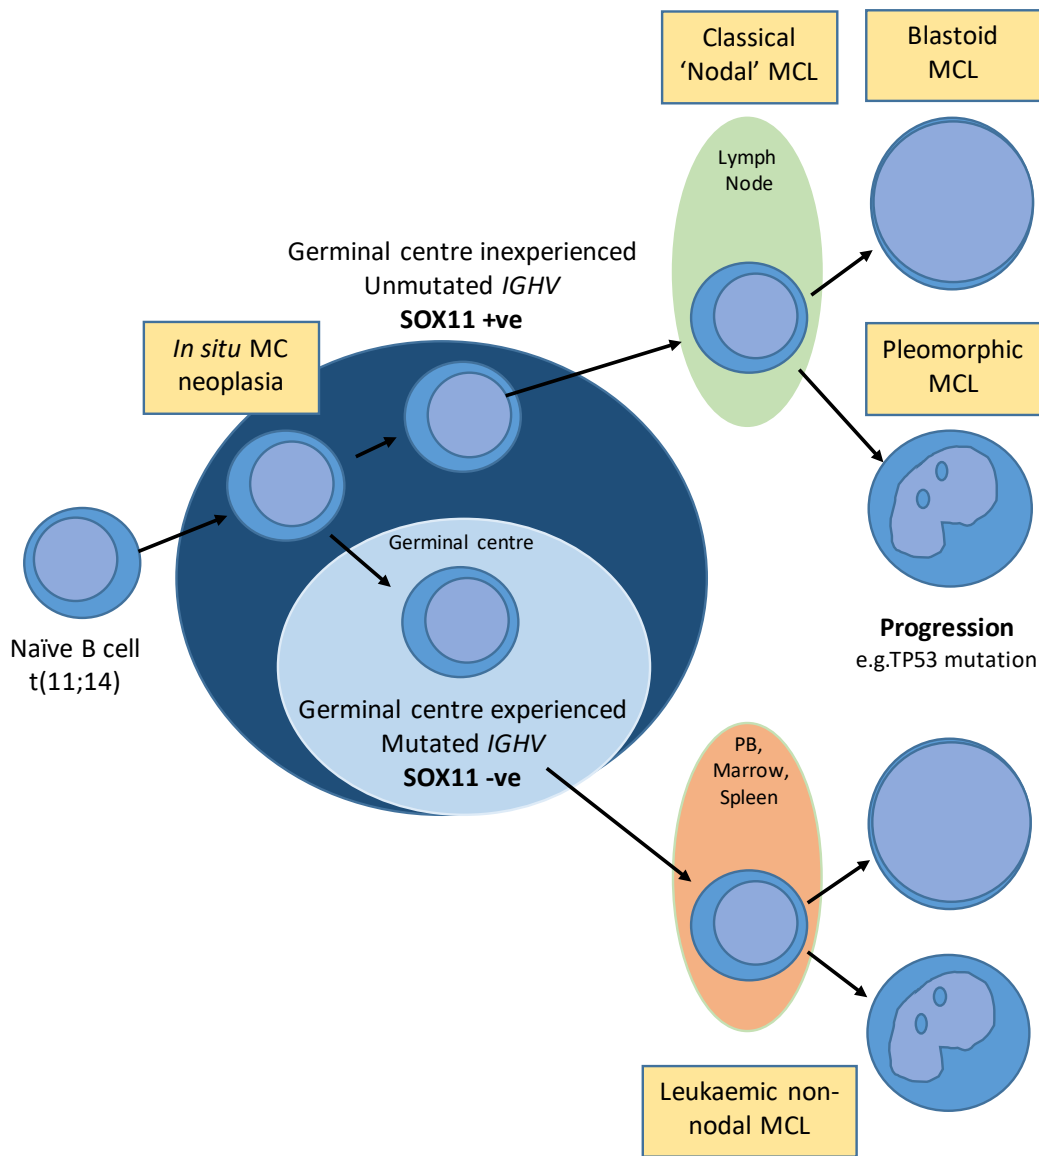 Classical
‘Nodal’ MCL
Blastoid
MCL
Lymph
Node
Germinal centre inexperienced
Unmutated IGHV
SOX11 +ve
In situ MC
neoplasia
Pleomorphic
MCL
Germinal centre
Naïve B cell
t(11;14)
Progression
e.g.TP53 mutation
Germinal centre experienced
Mutated IGHV
SOX11 -ve
PB,
Marrow,
Spleen
Leukaemic non-
nodal MCL